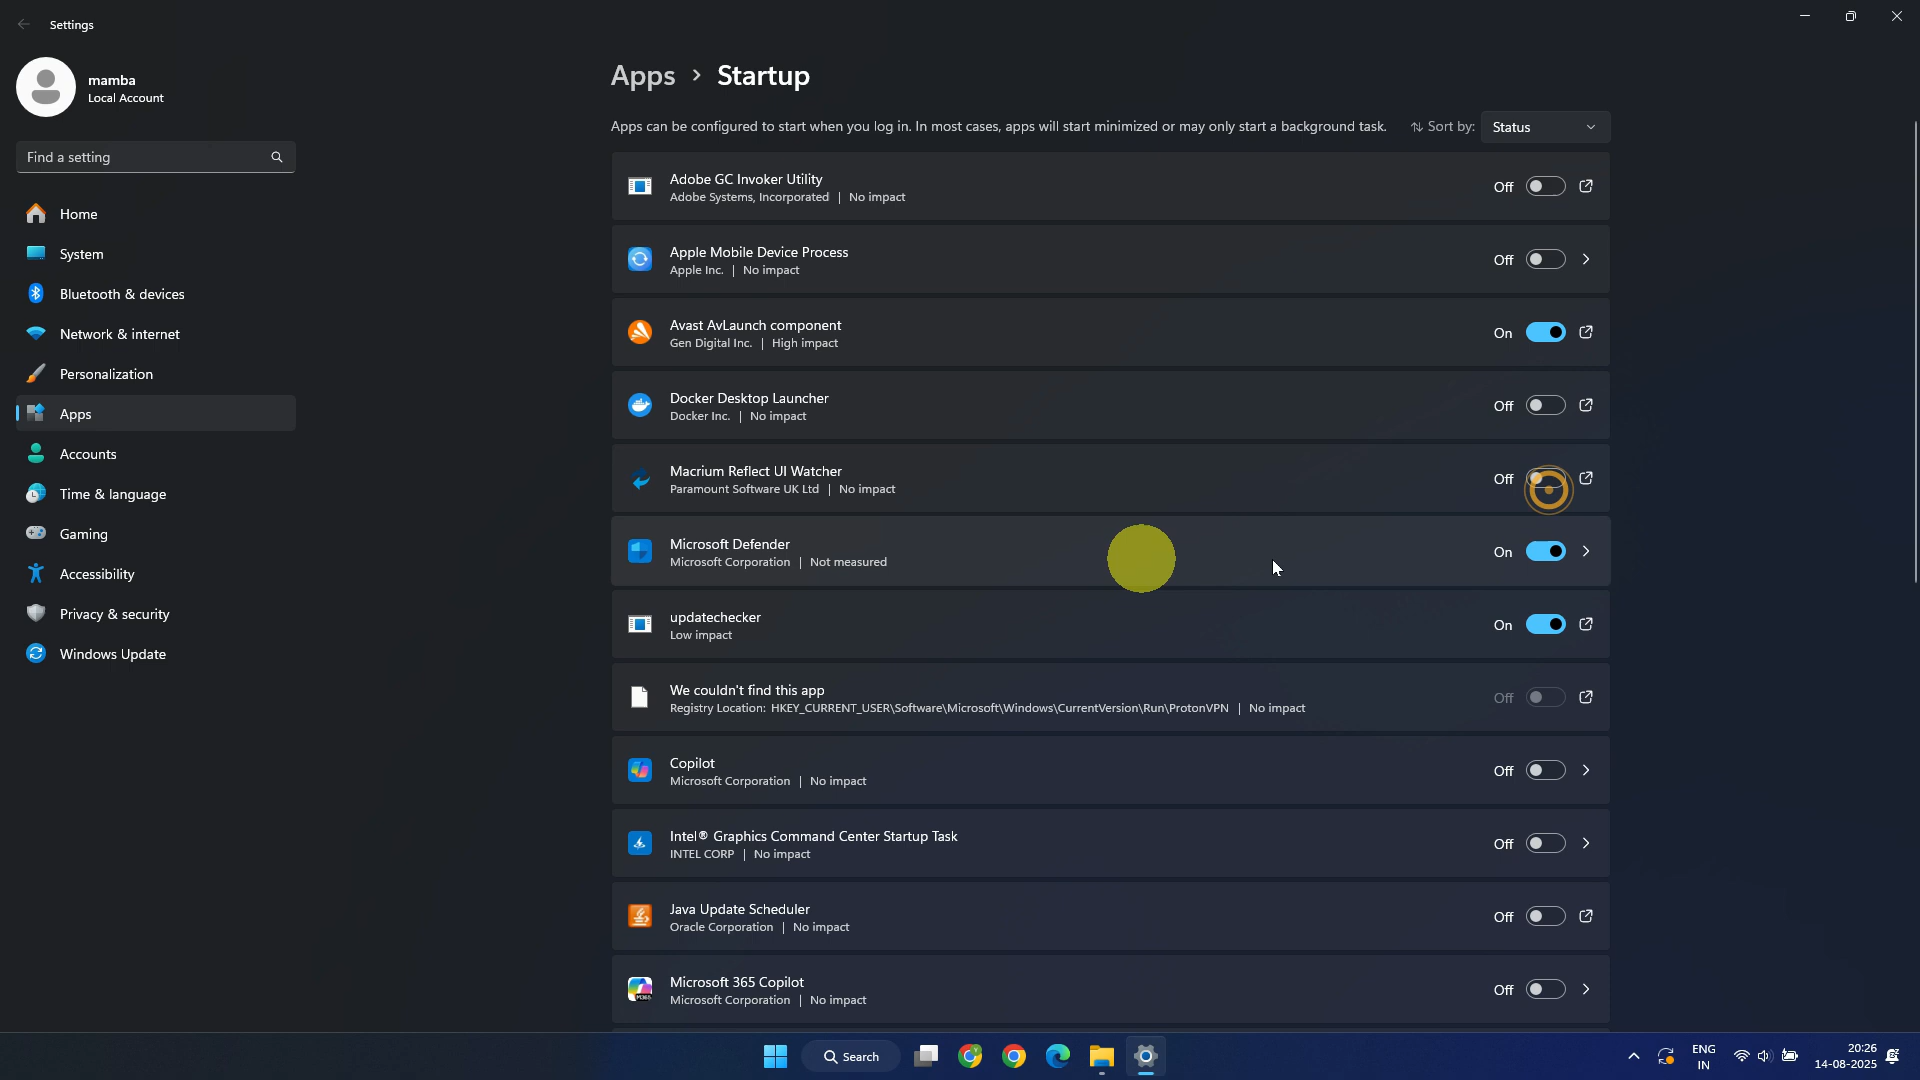 Settings
mamba
Local Account
Find a setting
Home
System
Bluetooth & devices
Network & internet
Personalization
Apps
Accounts
Time & language
Gaming
Accessibility
Privacy & security
Windows Update
Apps > Startup
Apps can be configured to start when you log in. In most cases, apps will start minimized or may only start a background task. Sort by: Status
Adobe GC Invoker Utility
Adobe Systems, Incorporated | No impact
Off
Apple Mobile Device Process
Apple Inc. | No impact
Off
Avast AvLaunch component
Gen Digital Inc. | High impact
On
Docker Desktop Launcher
Docker Inc. | No impact
Off
Macrium Reflect UI Watcher
Paramount Software UK Ltd | No impact
Off
Microsoft Defender
Microsoft Corporation | Not measured
On
updatechecker
Low impact
On
We couldn't find this app
Registry Location: HKEY_CURRENT_USER\Software\Microsoft\Windows\CurrentVersion\Run\ProtonVPN | No impact
Off
Copilot
Microsoft Corporation | No impact
Off
Intel® Graphics Command Center Startup Task
INTEL CORP | No impact
Off
Java Update Scheduler
Oracle Corporation | No impact
Off
Microsoft 365 Copilot
Microsoft Corporation | No impact
Off
Search
ENG
IN
20:26
14-08-2025